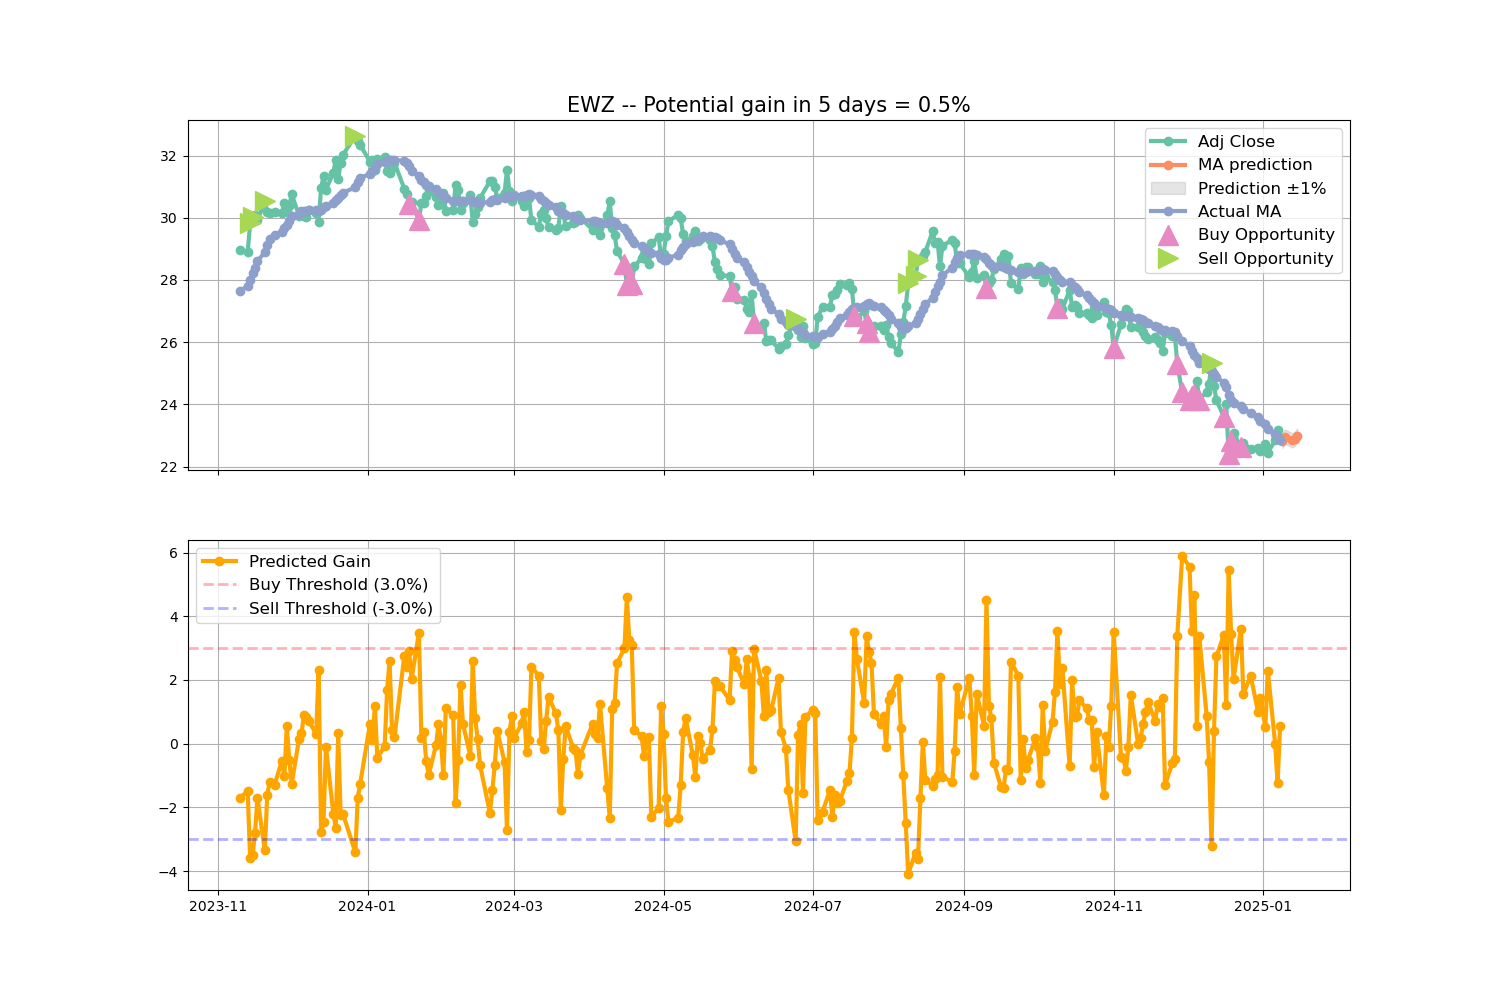 EWZ -- Potential gain in 5 days = 0.5%
32
30
28
26
24
22
Adj Close
MA prediction
Prediction ±1%
Actual MA
Buy Opportunity
Sell Opportunity
6
4
2
0
−2
−4
Predicted Gain
Buy Threshold (3.0%)
Sell Threshold (-3.0%)
2023-11
2024-01
2024-03
2024-05
2024-07
2024-09
2024-11
2025-01